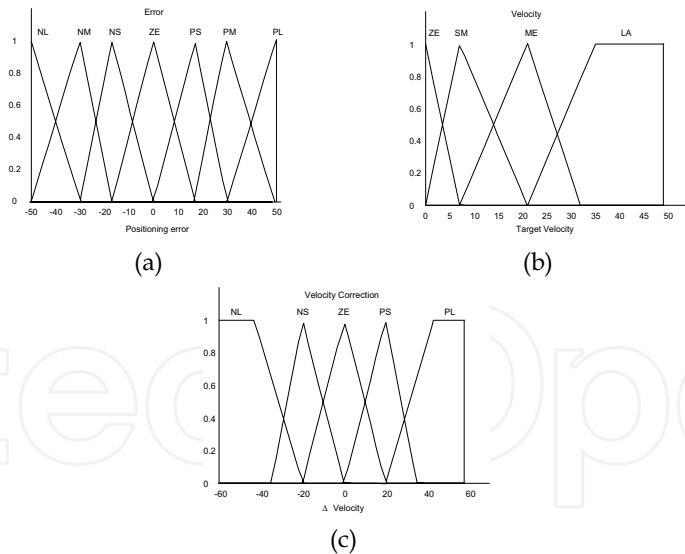 Error
NL NM NS ZE PS PM PL
1
0.8
0.6
0.4
0.2
0
-50 -40 -30 -20 -10 0 10 20 30 40 50
Positioning error
(a)
Velocity
ZE SM ME LA
1
0.8
0.6
0.4
0.2
0
0 5 10 15 20 25 30 35 40 45 50
Target Velocity
(b)
Velocity Correction
NL NS ZE PS PL
1
0.8
0.6
0.4
0.2
0
-60 -40 -20 0 20 40 60
Δ Velocity
(c)